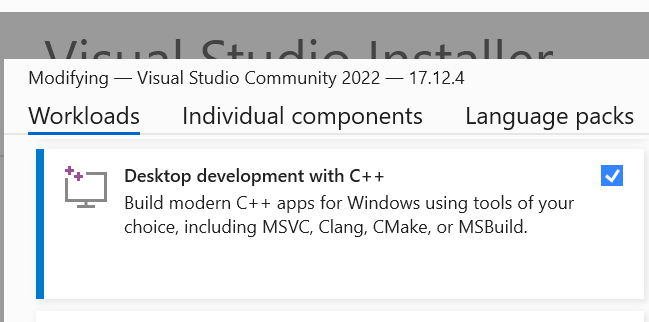 Visual Studio Installer
Modifying — Visual Studio Community 2022 — 17.12.4
Workloads
Individual components
Language packs
Desktop development with C++
Build modern C++ apps for Windows using tools of your
choice, including MSVC, Clang, CMake, or MSBuild.